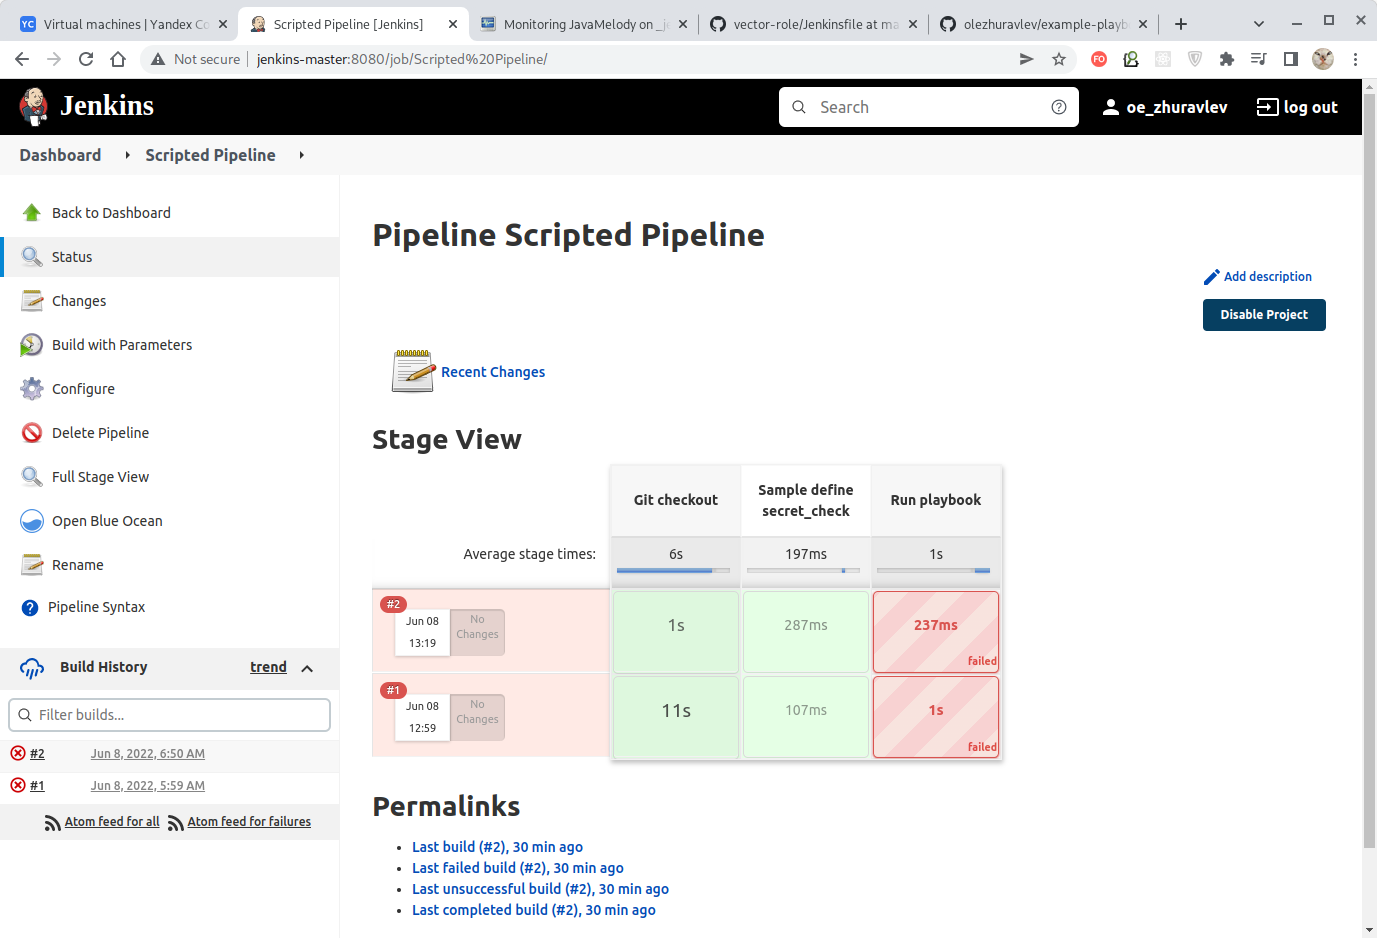 Virtual machines | Yandex Co
Scripted Pipeline [Jenkins]
Monitoring JavaMelody on _je
vector-role/Jenkinsfile at ma
olezhuravlev/example-playb
Not secure
jenkins-master:8080/job/Scripted%20Pipeline/
Jenkins
Search
oe_zhuravlev
log out
Dashboard
Scripted Pipeline
Back to Dashboard
Status
Changes
Build with Parameters
Configure
Delete Pipeline
Full Stage View
Open Blue Ocean
Rename
Pipeline Syntax
Build History
trend
Filter builds...
#2 Jun 8, 2022, 6:50 AM
#1 Jun 8, 2022, 5:59 AM
Atom feed for all Atom feed for failures
Pipeline Scripted Pipeline
Add description
Disable Project
Recent Changes
Stage View
Git checkout
Sample define
secret_check
Run playbook
Average stage times:
6s
197ms
1s
#2
Jun 08
13:19
No
Changes
1s
287ms
237ms
failed
#1
Jun 08
12:59
No
Changes
11s
107ms
1s
failed
Permalinks
Last build (#2), 30 min ago
Last failed build (#2), 30 min ago
Last unsuccessful build (#2), 30 min ago
Last completed build (#2), 30 min ago